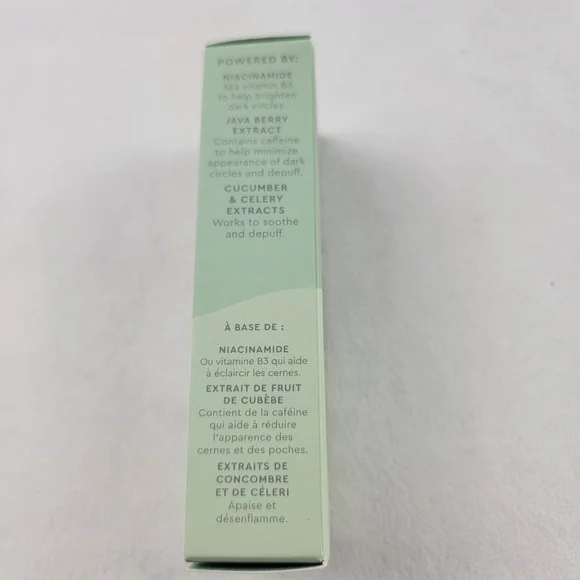 POWERED BY:
NIACINAMIDE
AKA vitamin B3
to help brighten
dark circles.
JAVA BERRY
EXTRACT
Contains caffeine
to help minimize
appearance of dark
circles and depuff.
CUCUMBER
& CELERY
EXTRACTS
Works to soothe
and depuff.
À BASE DE :
NIACINAMIDE
Ou vitamine B3 qui aide
à éclaircir les cernes.
EXTRAIT DE FRUIT
DE CUBÈBE
Contient de la caféine
qui aide à réduire
l'apparence des
cernes et des poches.
EXTRAITS DE
CONCOMBRE
ET DE CÉLERI
Apaise et
désenflamme.